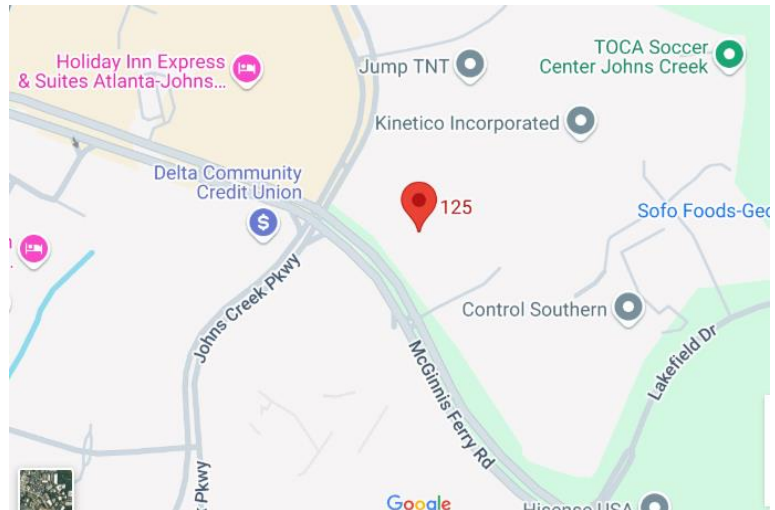 Holiday Inn Express
& Suites Atlanta-Johns...
Jump TNT
TOCA Soccer
Center Johns Creek
Kinetico Incorporated
Delta Community
Credit Union
$
125
Sofo Foods-Geo
Johns Creek Pkwy
Control Southern
McGinnis Ferry Rd
Lakefield Dr
Pkwy
Google
Hisense USA